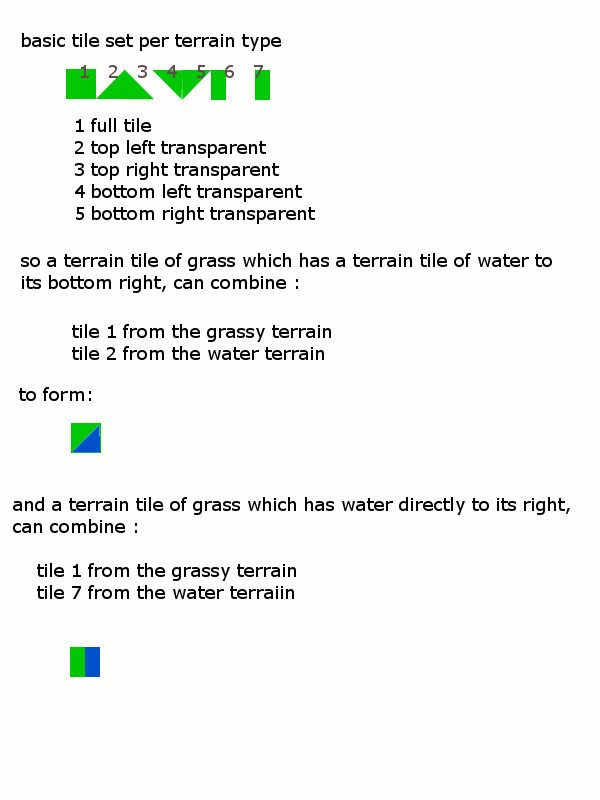 basic tile set per terrain type
1 2 3 4 5 6 7
1 full tile
2 top left transparent
3 top right transparent
4 bottom left transparent
5 bottom right transparent
so a terrain tile of grass which has a terrain tile of water to
its bottom right, can combine :
tile 1 from the grassy terrain
tile 2 from the water terrain
to form:
and a terrain tile of grass which has water directly to its right,
can combine :
tile 1 from the grassy terrain
tile 7 from the water terraiin